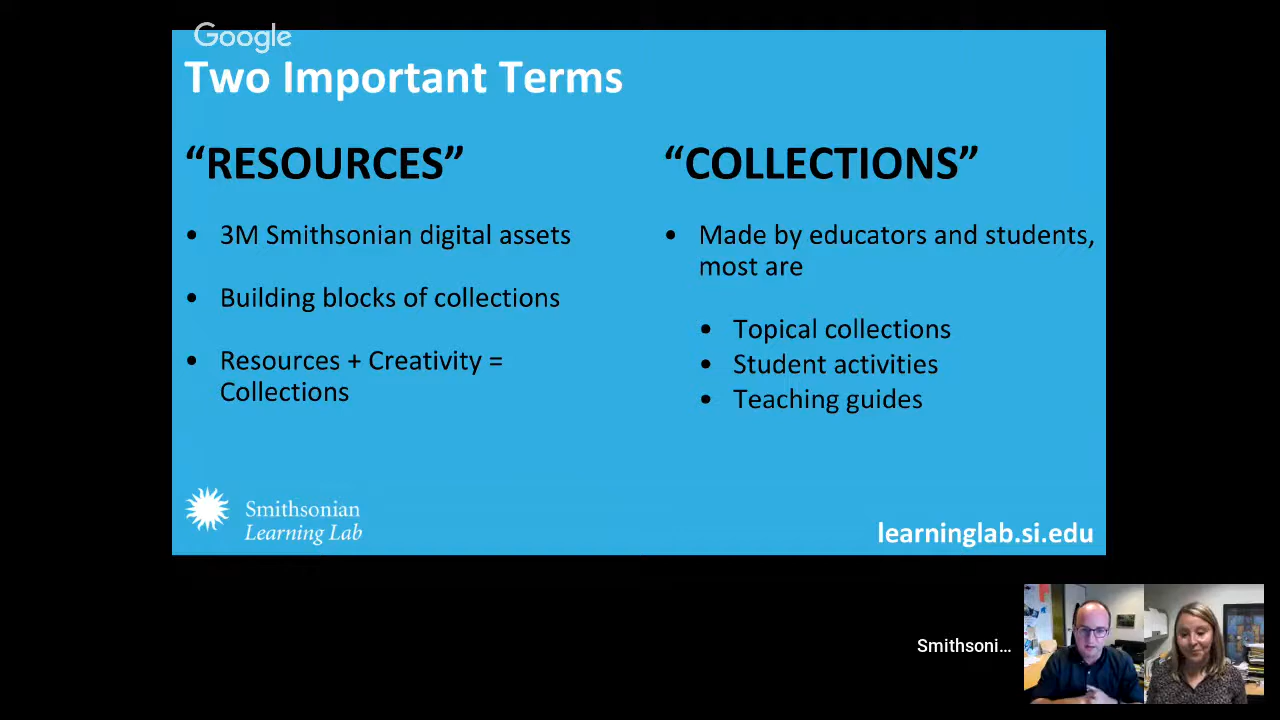 Google
Two Important Terms
“RESOURCES”
• 3M Smithsonian digital assets
• Building blocks of collections
• Resources + Creativity =
Collections
“COLLECTIONS”
• Made by educators and students,
most are
• Topical collections
• Student activities
• Teaching guides
Smithsonian
Learning Lab
learninglab.si.edu
Smithsoni...